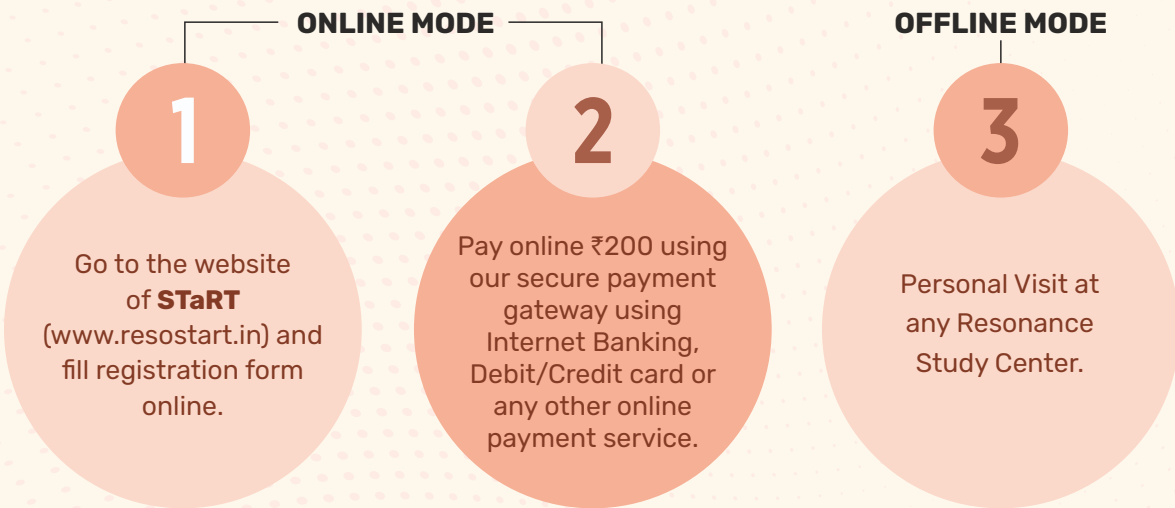 ONLINE MODE
OFFLINE MODE
1
Go to the website
of STaRT
(www.resostart.in) and
fill registration form
online.
2
Pay online ₹200 using
our secure payment
gateway using
Internet Banking,
Debit/Credit card or
any other online
payment service.
3
Personal Visit at
any Resonance
Study Center.